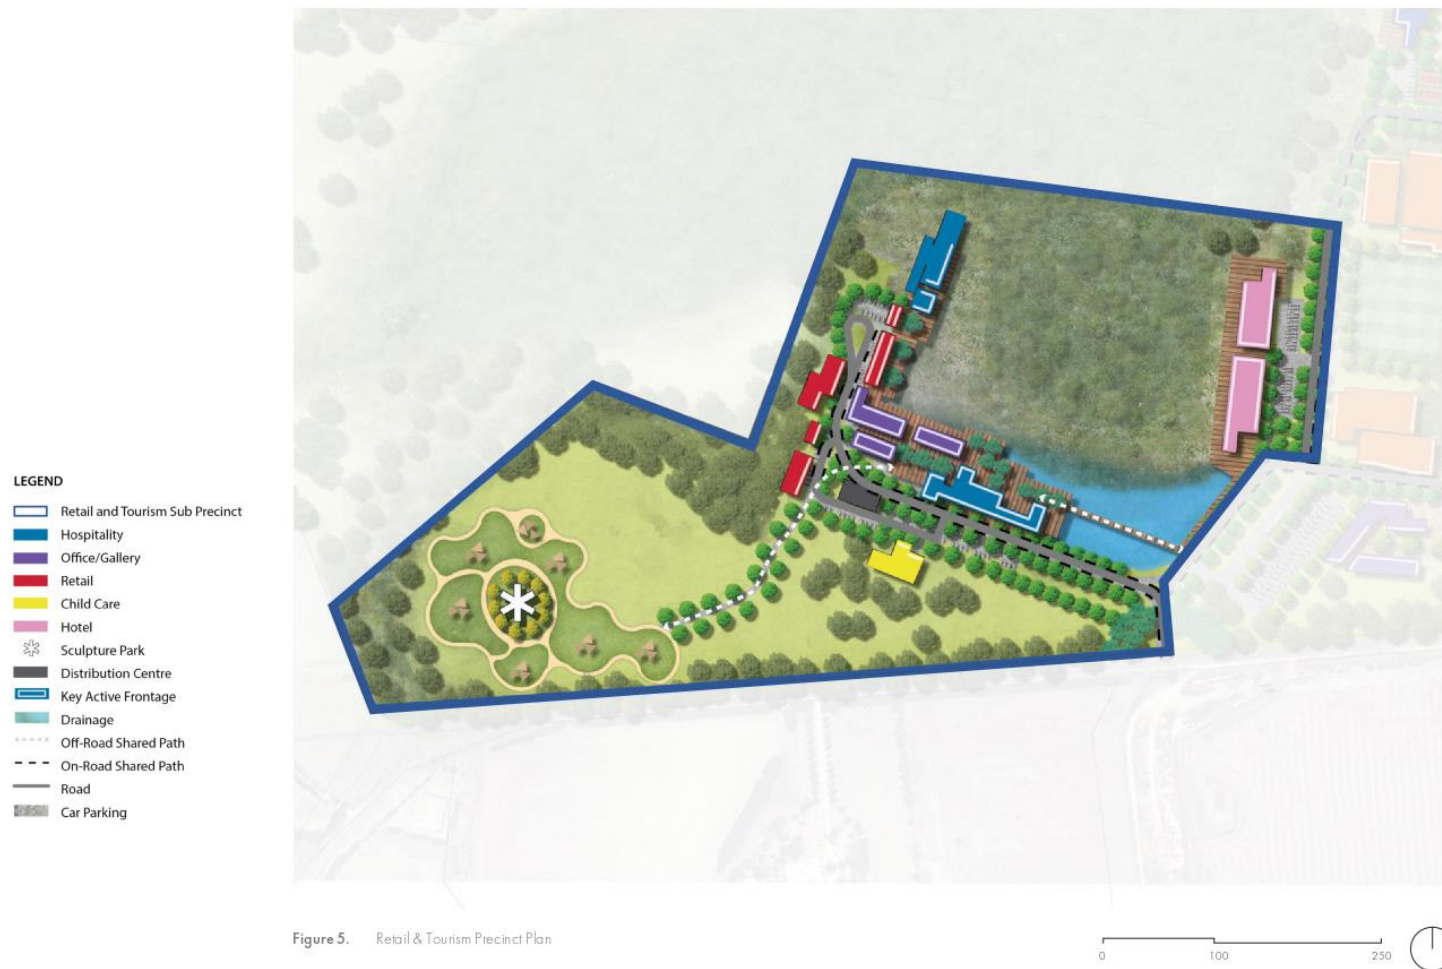 LEGEND
Retail and Tourism Sub Precinct
Hospitality
Office/Gallery
Retail
Child Care
Hotel
Sculpture Park
Distribution Centre
Key Active Frontage
Drainage
Off-Road Shared Path
On-Road Shared Path
Road
Car Parking
Figure 5. Retail & Tourism Precinct Plan
0 100 250